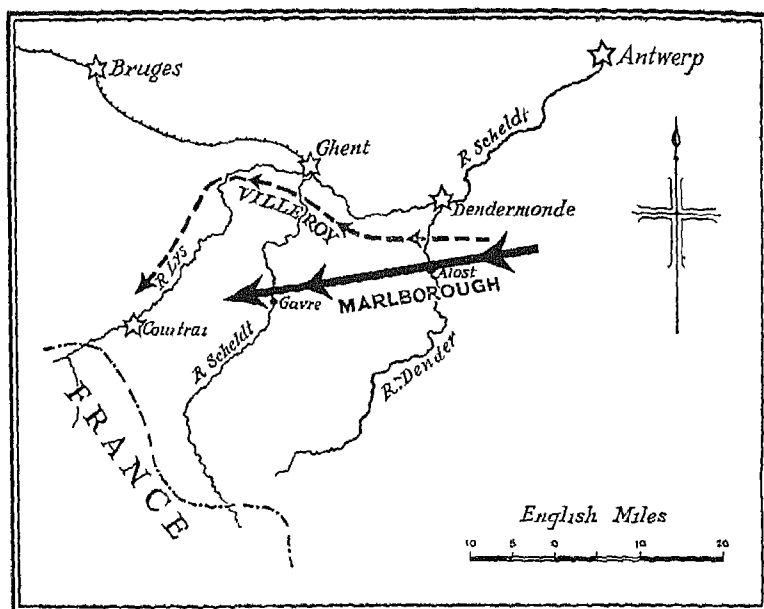 Bruges
Antwerp
R Scheldt
Ghent
VILLEROY
Dendermonde
R Lys
Alost
Gavre
MARLBOROUGH
Courtrai
R Scheldt
R. Dender
FRANCE
English Miles
10 5 0 10 20